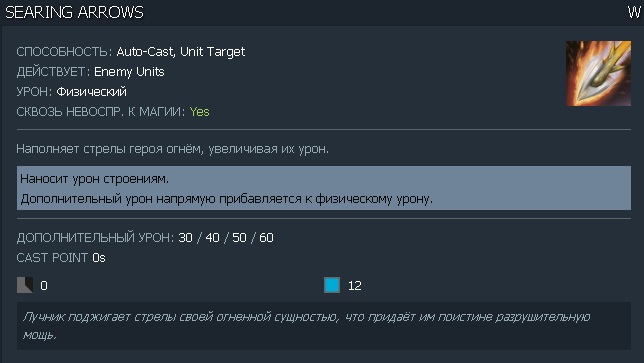 SEARING ARROWS W
СПОСОБНОСТЬ: Auto-Cast, Unit Target
ДЕЙСТВУЕТ: Enemy Units
УРОН: Физический
СКВОЗЬ НЕВОСПР. К МАГИИ: Yes
Наполняет стрелы героя огнём, увеличивая их урон.
Наносит урон строениям.
Дополнительный урон напрямую прибавляется к физическому урону.
ДОПОЛНИТЕЛЬНЫЙ УРОН: 30 / 40 / 50 / 60
CAST POINT 0s
0 12
Лучник поджигает стрелы своей огненной сущностью, что придаёт им поистине разрушительную
мощь.